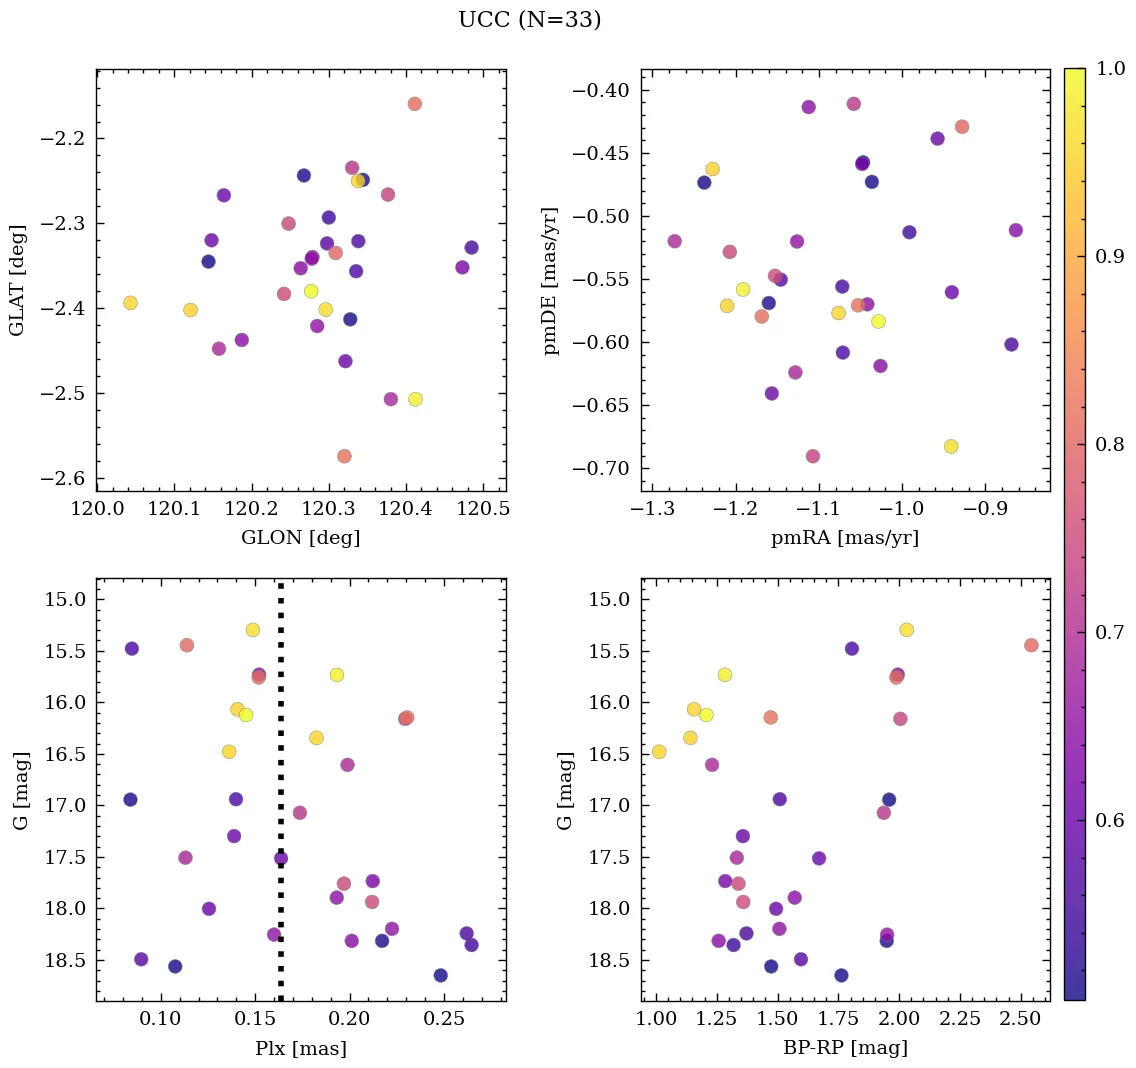 UCC (N=33)
−2.2
−2.3
−2.4
−2.5
−2.6
GLAT [deg]
120.0 120.1 120.2 120.3 120.4 120.5
GLON [deg]
−0.40
−0.45
−0.50
−0.55
−0.60
−0.65
−0.70
pmDE [mas/yr]
−1.3 −1.2 −1.1 −1.0 −0.9
pmRA [mas/yr]
1.0
0.9
0.8
0.7
0.6
15.0
15.5
16.0
16.5
17.0
17.5
18.0
18.5
G [mag]
0.10 0.15 0.20 0.25
Plx [mas]
15.0
15.5
16.0
16.5
17.0
17.5
18.0
18.5
G [mag]
1.00 1.25 1.50 1.75 2.00 2.25 2.50
BP-RP [mag]